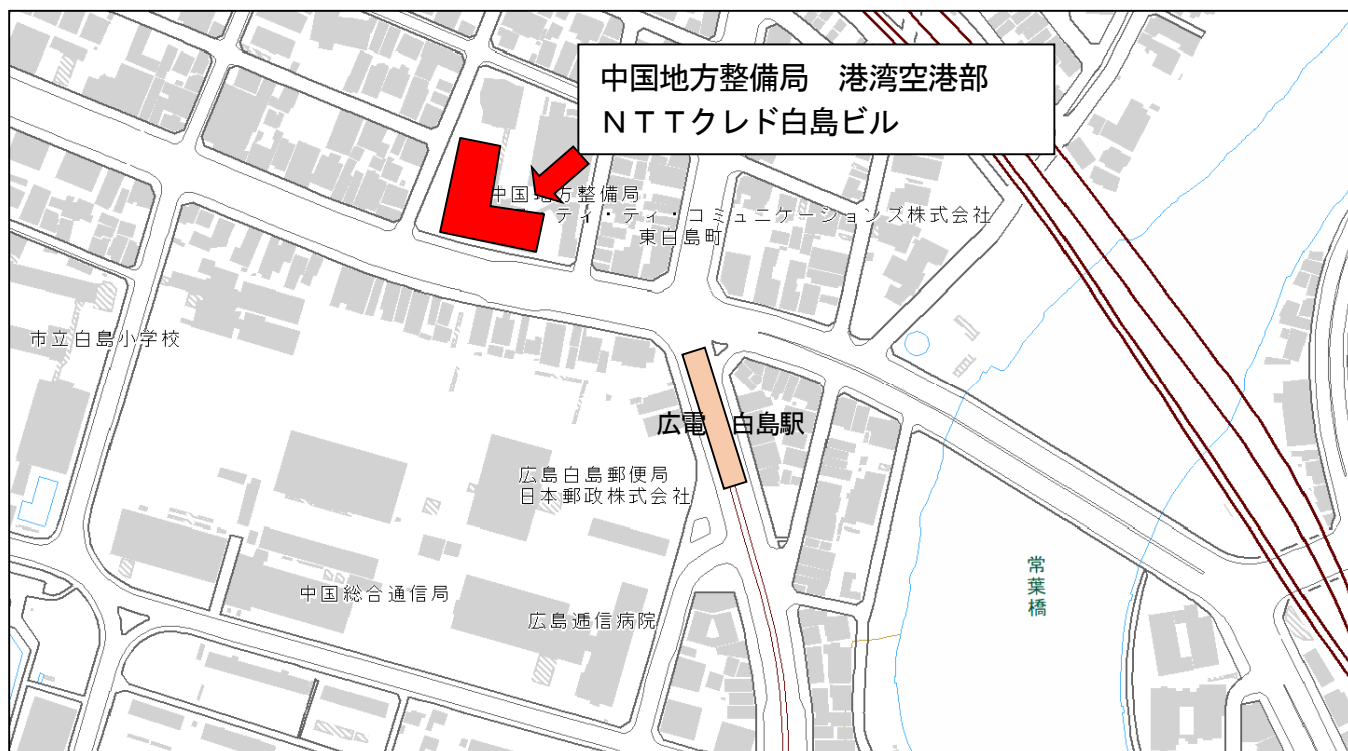 中国地方整備局　港湾空港部
ＮＴＴクレド白島ビル
中国地方整備局
ティ・ティ・コミュニケーションズ株式会社
東白島町
市立白島小学校
広電　白島駅
広島白島郵便局
日本郵政株式会社
中国総合通信局
広島逓信病院
常葉橋